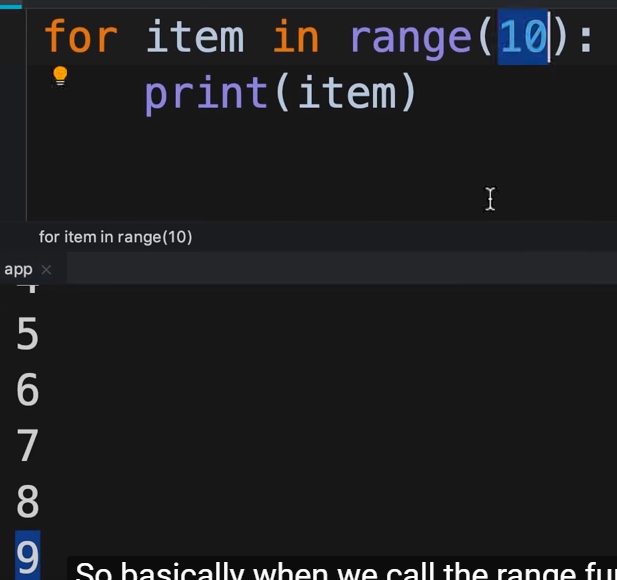 for item in range(10):
print(item)
for item in range(10)
app
5
6
7
8
9
So basically when we call the range